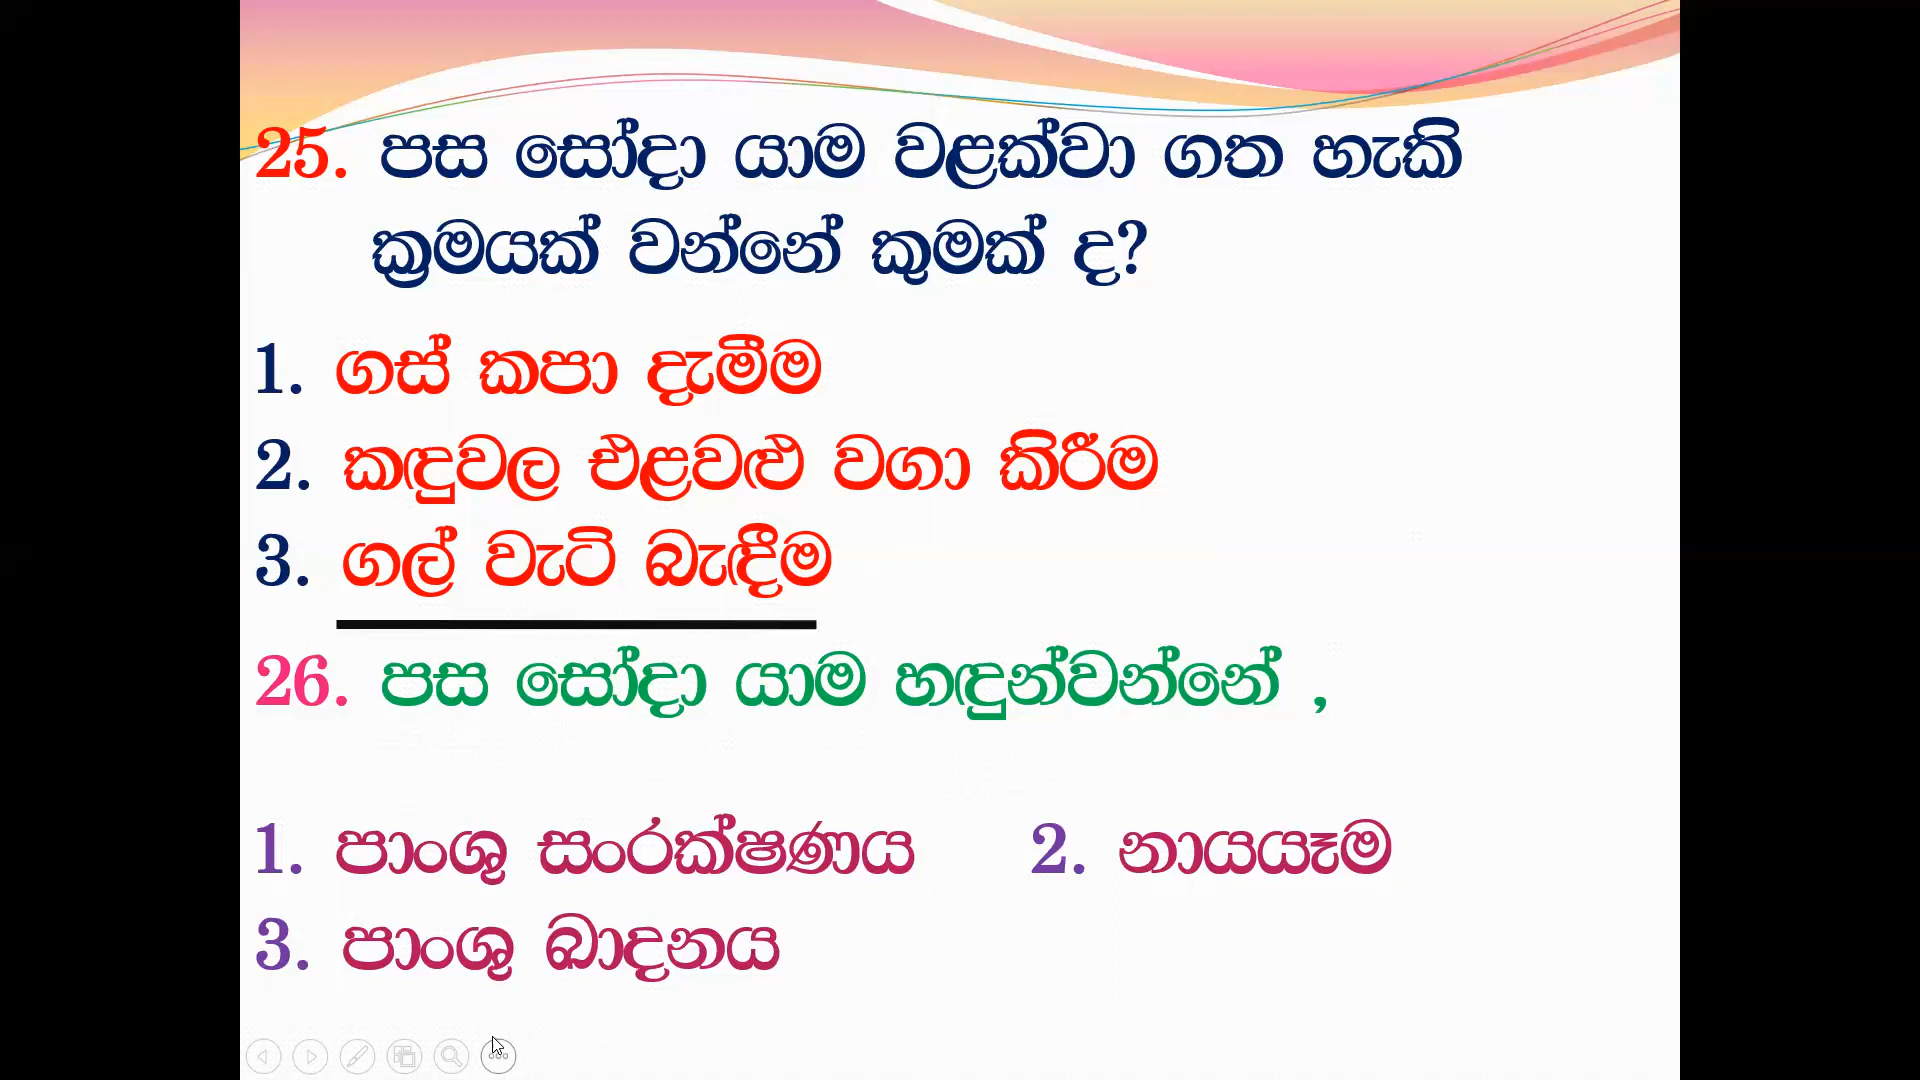 25. පස සෝදා යාම වළක්වා ගත හැකි
ක්‍රමයක් වන්නේ කුමක් ද?
1. ගස් කපා දැමීම
2. කඳුවල එළවළු වගා කිරීම
3. ගල් වැටි බැඳීම
26. පස සෝදා යාම හඳුන්වන්නේ ,
1. පාංශු සංරක්ෂණය 2. නායයෑම
3. පාංශු ඛාදනය